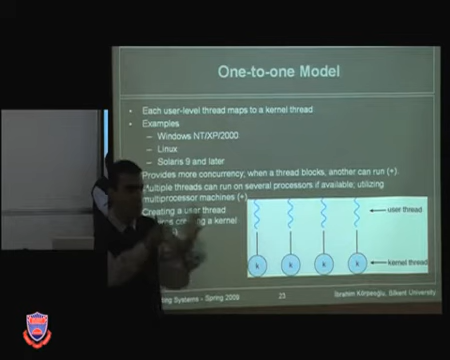 One-to-one Model
Each user-level thread maps to a kernel thread
Examples
– Windows NT/XP/2000
– Linux
– Solaris 9 and later
Provides more concurrency; when a thread blocks, another can run (+).
Multiple threads can run on several processors if available; utilizing
multiprocessor machines (+)
Creating a user thread
creating a kernel
user thread
k k k k
kernel thread
Systems - Spring 2009
23
İbrahim Körpeoğlu, Bilkent University